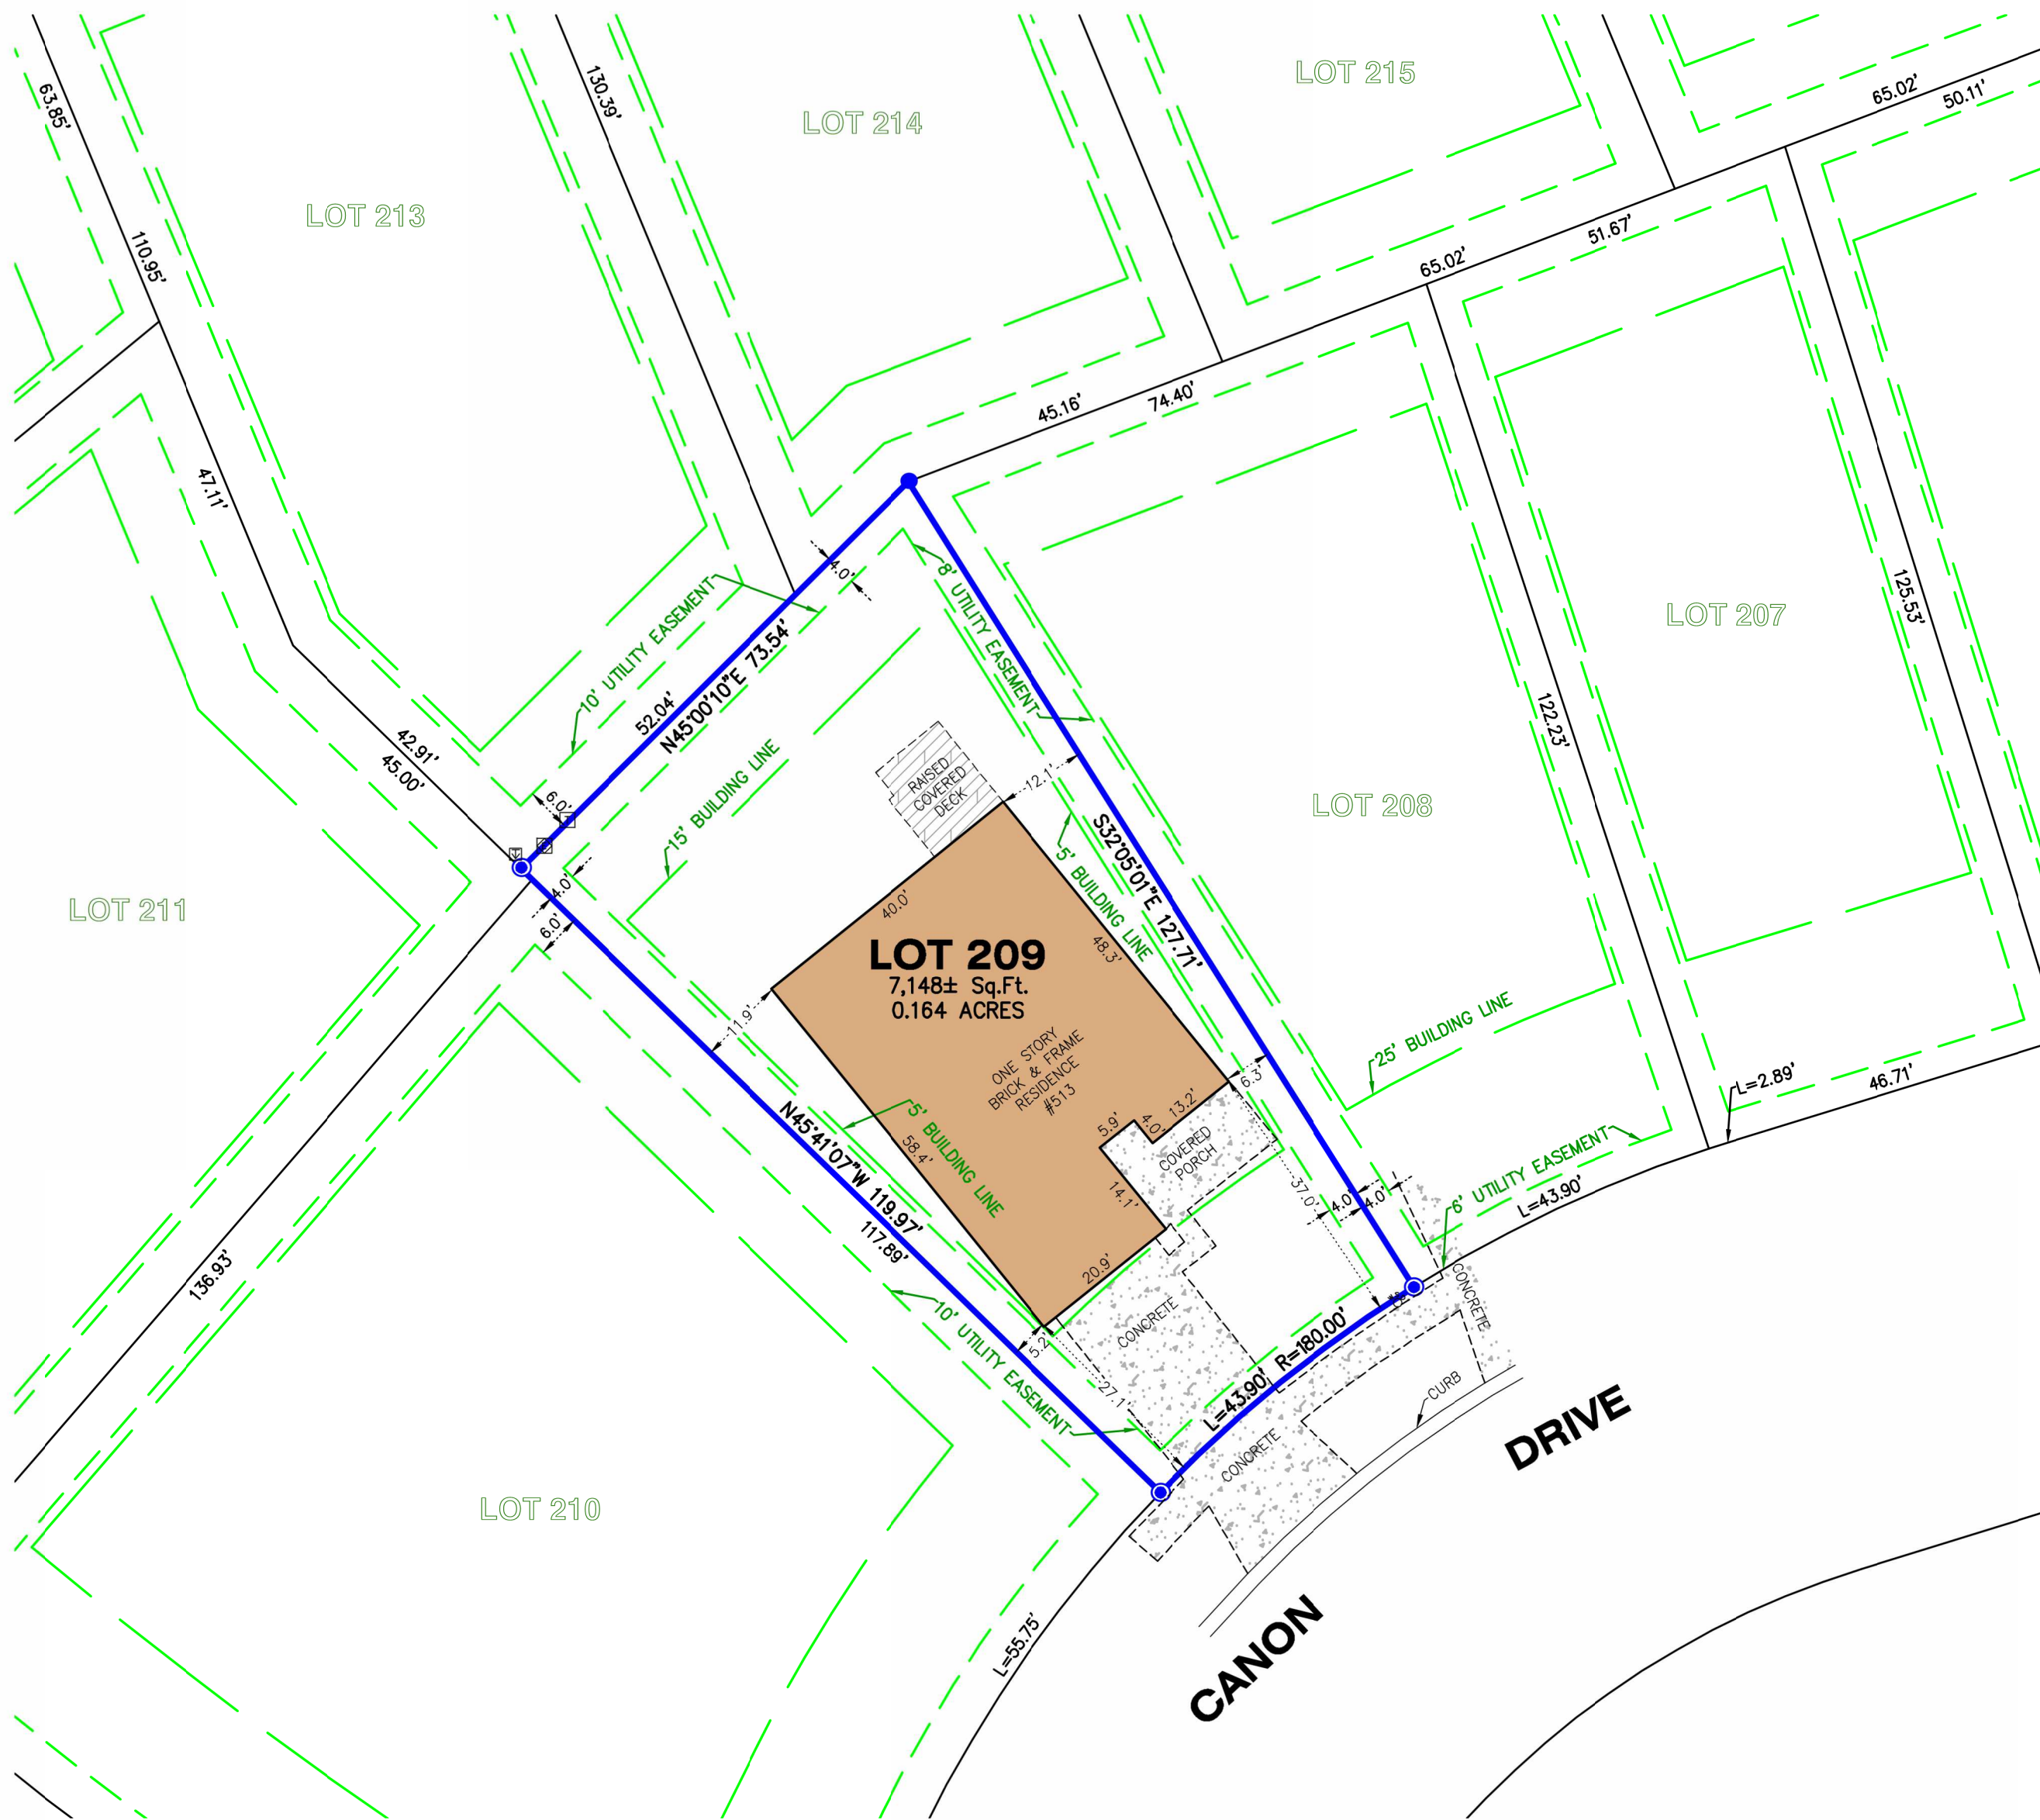 63.85'
130.39'
LOT 214
LOT 215
65.02'
50.11'
LOT 213
110.95'
65.02'
51.67'
45.16'
74.40'
47.11'
LOT 207
125.53'
4.0'
8' UTILITY EASEMENT
10' UTILITY EASEMENT
52.04'
N45°00'10"E 73.54'
42.91'
45.00'
122.23'
15' BUILDING LINE
RAISED
COVERED
DECK
12.1'
LOT 208
6.0'
4.0'
6.0'
LOT 211
S32°05'01"E 127.71'
5' BUILDING LINE
40.0'
48.3'
LOT 209
7,148± Sq.Ft.
0.164 ACRES
ONE STORY
BRICK & FRAME
RESIDENCE
#513
11.9'
25' BUILDING LINE
6.3'
L=2.89'
46.71'
N45°41'07"W 119.97'
117.89'
5' BUILDING LINE
58.4'
5.9'
4.0'
13.2'
COVERED
PORCH
14.1'
37.0'
4.0'
4.0'
6' UTILITY EASEMENT
L=43.90'
136.93'
20.9'
CONCRETE
CONCRETE
10' UTILITY EASEMENT
5.2'
27.1'
L=43.90' R=180.00'
CURB
CONCRETE
DRIVE
LOT 210
CANON
L=55.75'